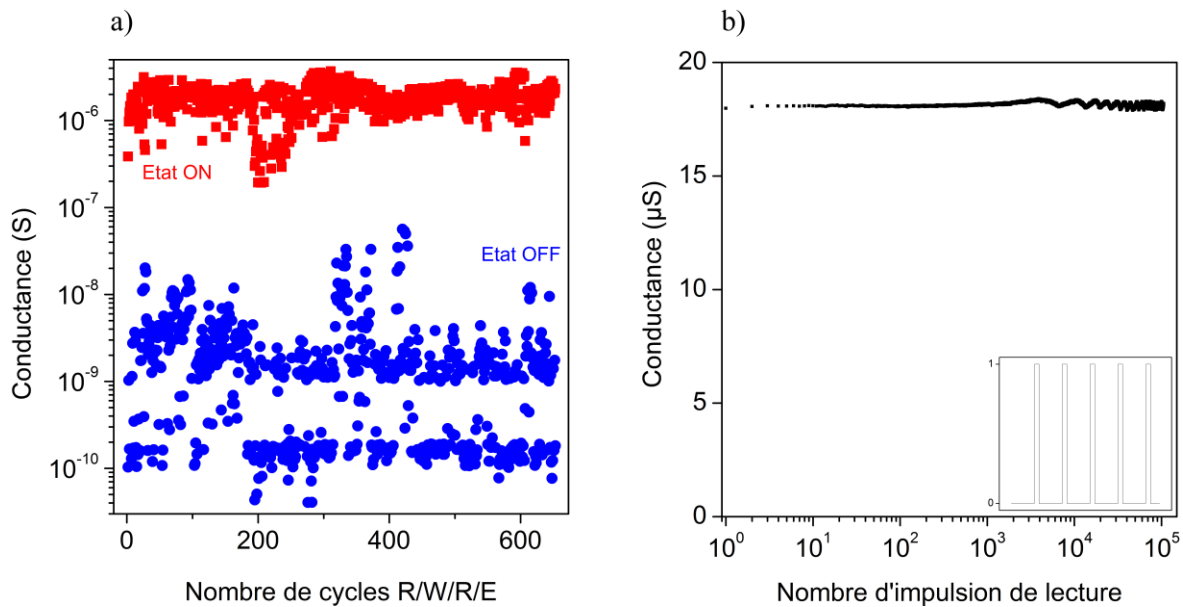 a)
Conductance (S)
10⁻⁶
10⁻⁷
10⁻⁸
10⁻⁹
10⁻¹⁰
Etat ON
Etat OFF
0 200 400 600
Nombre de cycles R/W/R/E
b)
Conductance (µS)
20
15
10
5
0
1
0
10⁰ 10¹ 10² 10³ 10⁴ 10⁵
Nombre d'impulsion de lecture